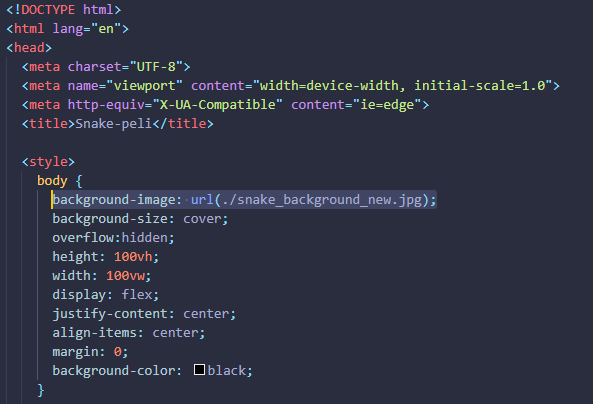 <!DOCTYPE html>
<html lang="en">
<head>
<meta charset="UTF-8">
<meta name="viewport" content="width=device-width, initial-scale=1.0">
<meta http-equiv="X-UA-Compatible" content="ie=edge">
<title>Snake-peli</title>
<style>
body {
background-image: url(./snake_background_new.jpg);
background-size: cover;
overflow:hidden;
height: 100vh;
width: 100vw;
display: flex;
justify-content: center;
align-items: center;
margin: 0;
background-color: black;
}